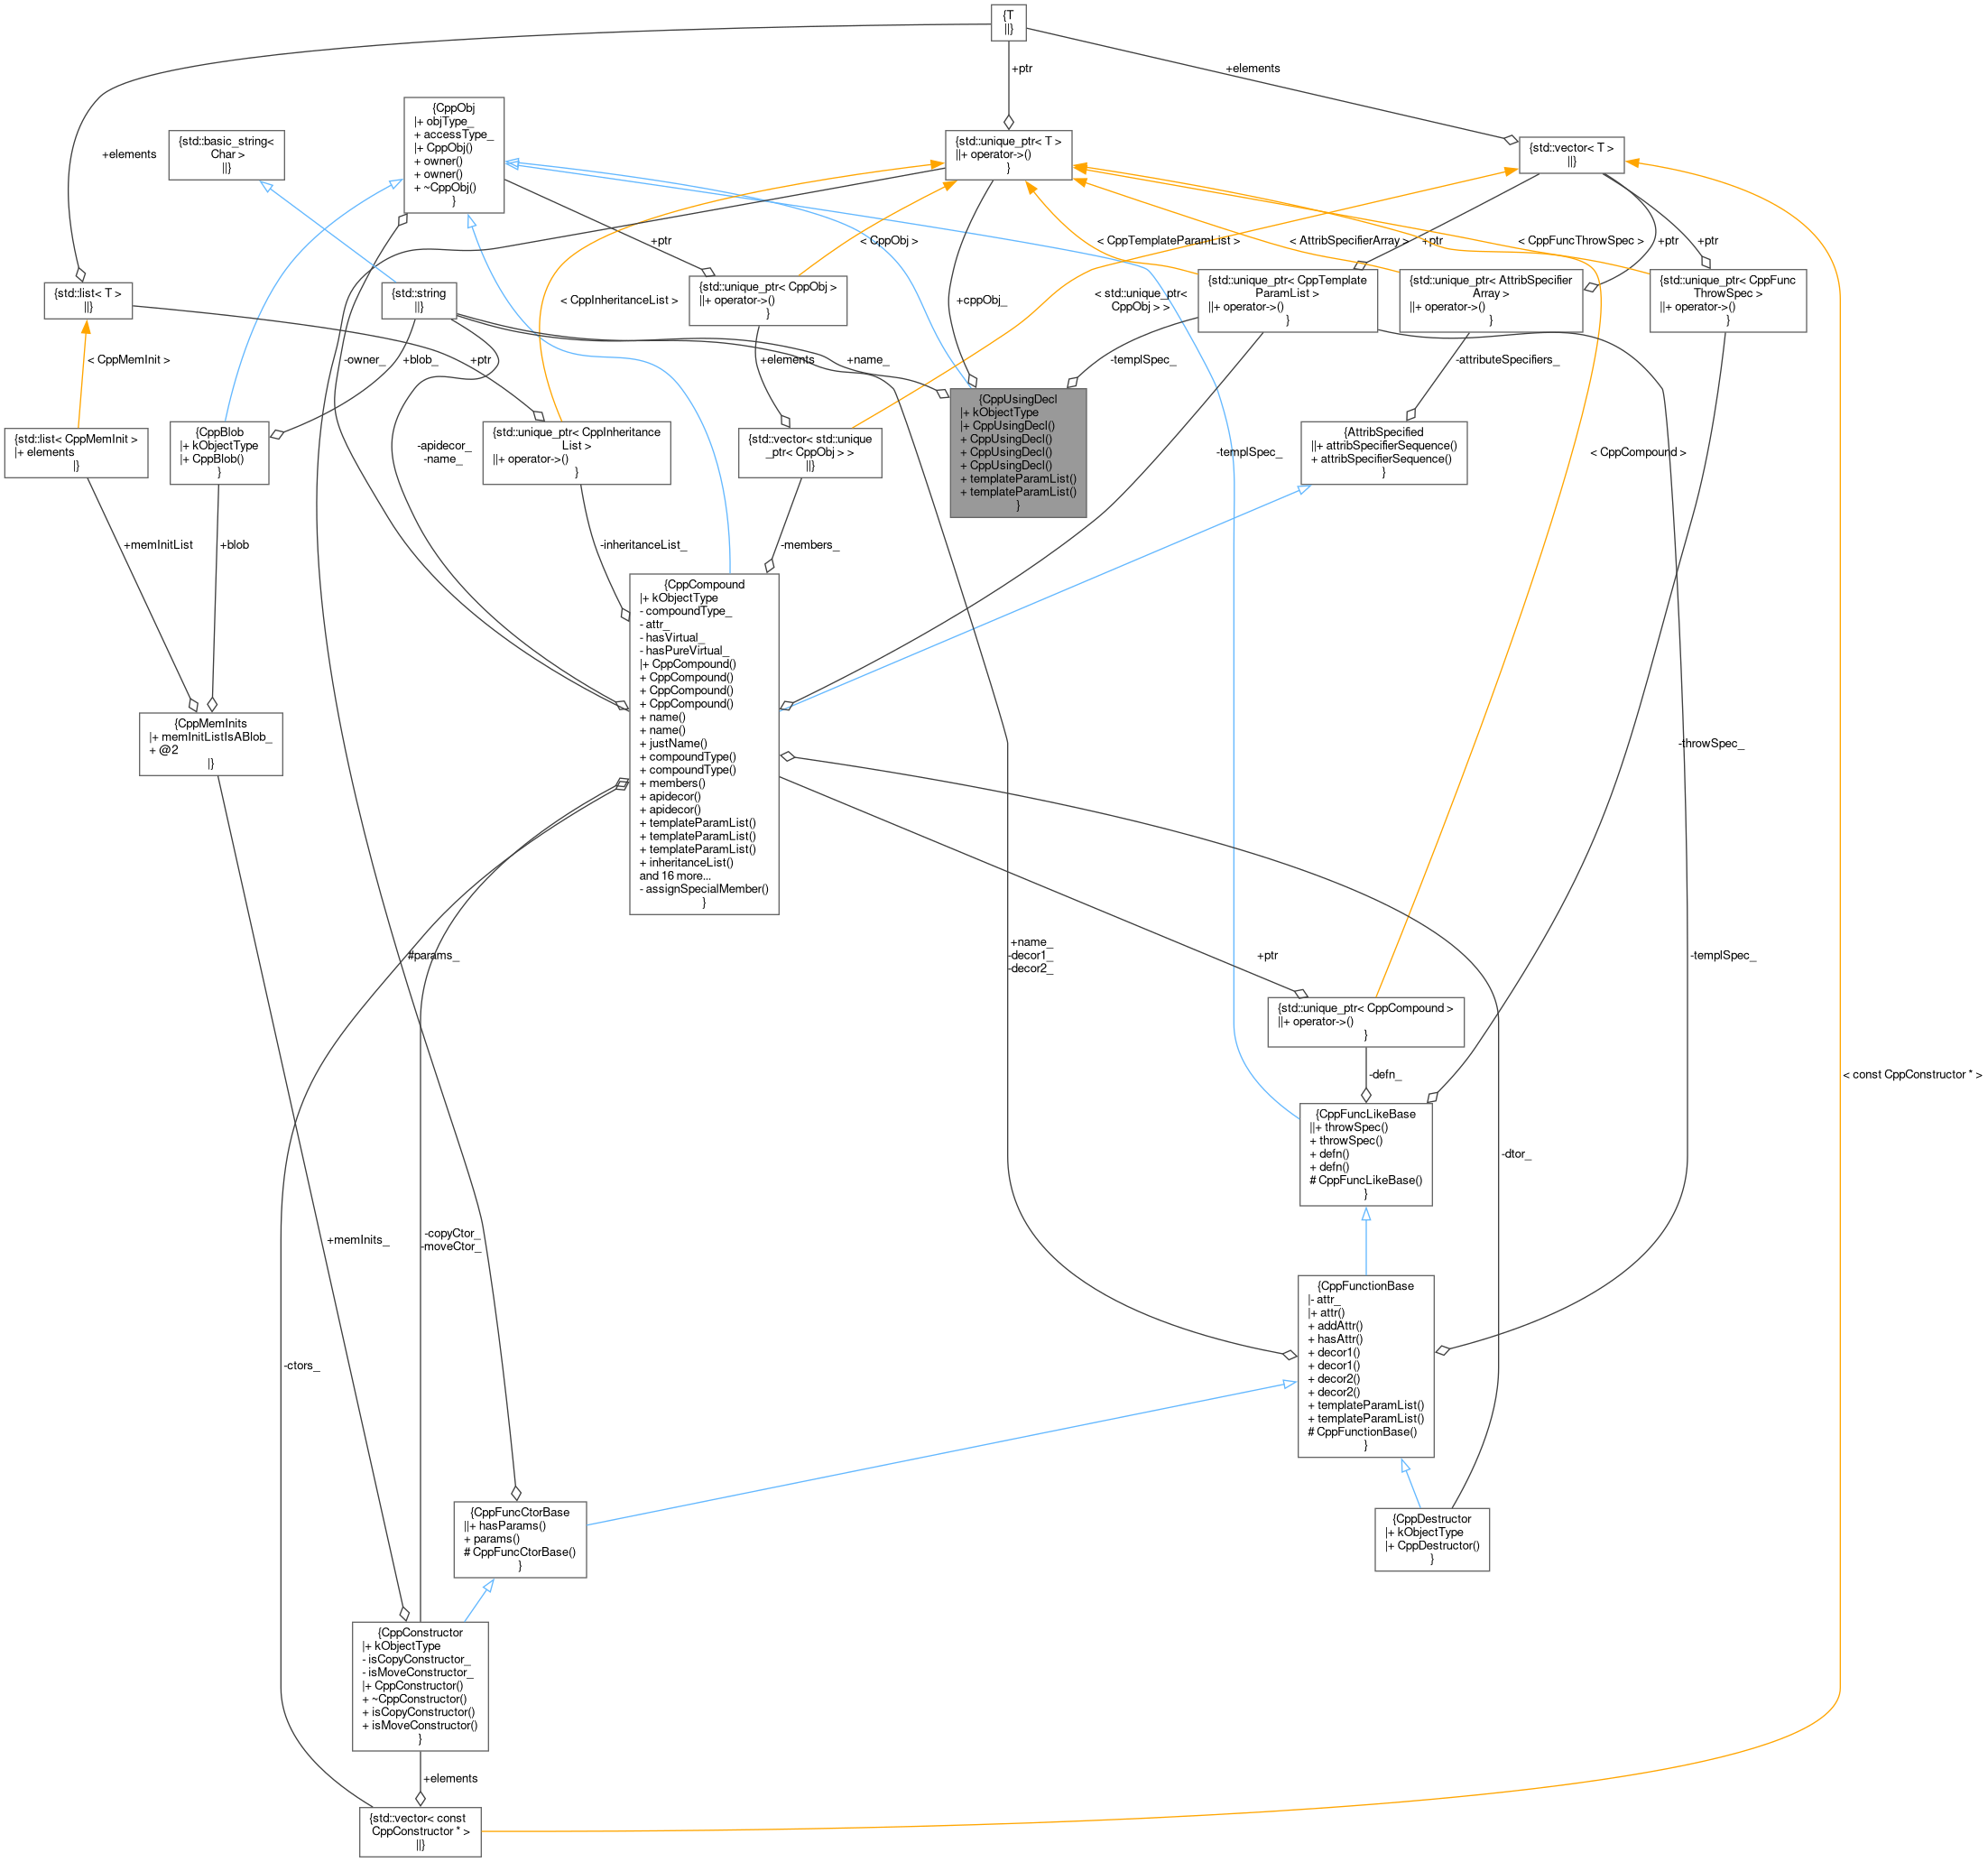 {T
||}
+ptr
+elements
+elements
{CppObj
|+ objType_
+ accessType_
|+ CppObj()
+ owner()
+ owner()
+ ~CppObj()
}
{std::basic_string<
Char >
||}
{std::unique_ptr< T >
||+ operator->()
}
{std::vector< T >
||}
+ptr
< CppObj >
< CppTemplateParamList >
< AttribSpecifierArray >
+ptr
< CppFuncThrowSpec >
+ptr
+ptr
{std::list< T >
||}
{std::string
||}
< CppInheritanceList >
{std::unique_ptr< CppObj >
||+ operator->()
}
+cppObj_
< std::unique_ptr<
CppObj > >
{std::unique_ptr< CppTemplate
ParamList >
||+ operator->()
}
{std::unique_ptr< AttribSpecifier
Array >
||+ operator->()
}
{std::unique_ptr< CppFunc
ThrowSpec >
||+ operator->()
}
< CppMemInit >
-owner_
+blob_
+ptr
+elements
+name_
-templSpec_
-attributeSpecifiers_
{std::list< CppMemInit >
|+ elements
|}
{CppBlob
|+ kObjectType
|+ CppBlob()
}
-apidecor_
-name_
{std::unique_ptr< CppInheritance
List >
||+ operator->()
}
{std::vector< std::unique
_ptr< CppObj > >
||}
{CppUsingDecl
|+ kObjectType
|+ CppUsingDecl()
+ CppUsingDecl()
+ CppUsingDecl()
+ CppUsingDecl()
+ templateParamList()
+ templateParamList()
}
-templSpec_
{AttribSpecified
||+ attribSpecifierSequence()
+ attribSpecifierSequence()
}
< CppCompound >
+memInitList
+blob
-inheritanceList_
-members_
{CppCompound
|+ kObjectType
- compoundType_
- attr_
- hasVirtual_
- hasPureVirtual_
|+ CppCompound()
+ CppCompound()
+ CppCompound()
+ CppCompound()
+ name()
+ name()
+ justName()
+ compoundType()
+ compoundType()
+ members()
+ apidecor()
+ apidecor()
+ templateParamList()
+ templateParamList()
+ templateParamList()
+ inheritanceList()
and 16 more...
- assignSpecialMember()
}
{CppMemInits
|+ memInitListIsABlob_
+ @2
|}
-throwSpec_
#params_
+name_
-decor1_
-decor2_
+ptr
-templSpec_
{std::unique_ptr< CppCompound >
||+ operator->()
}
-defn_
< const CppConstructor * >
{CppFuncLikeBase
||+ throwSpec()
+ throwSpec()
+ defn()
+ defn()
# CppFuncLikeBase()
}
-dtor_
+memInits_
-copyCtor_
-moveCtor_
{CppFunctionBase
|- attr_
|+ attr()
+ addAttr()
+ hasAttr()
+ decor1()
+ decor1()
+ decor2()
+ decor2()
+ templateParamList()
+ templateParamList()
# CppFunctionBase()
}
-ctors_
{CppFuncCtorBase
||+ hasParams()
+ params()
# CppFuncCtorBase()
}
{CppDestructor
|+ kObjectType
|+ CppDestructor()
}
{CppConstructor
|+ kObjectType
- isCopyConstructor_
- isMoveConstructor_
|+ CppConstructor()
+ ~CppConstructor()
+ isCopyConstructor()
+ isMoveConstructor()
}
+elements
{std::vector< const
CppConstructor * >
||}